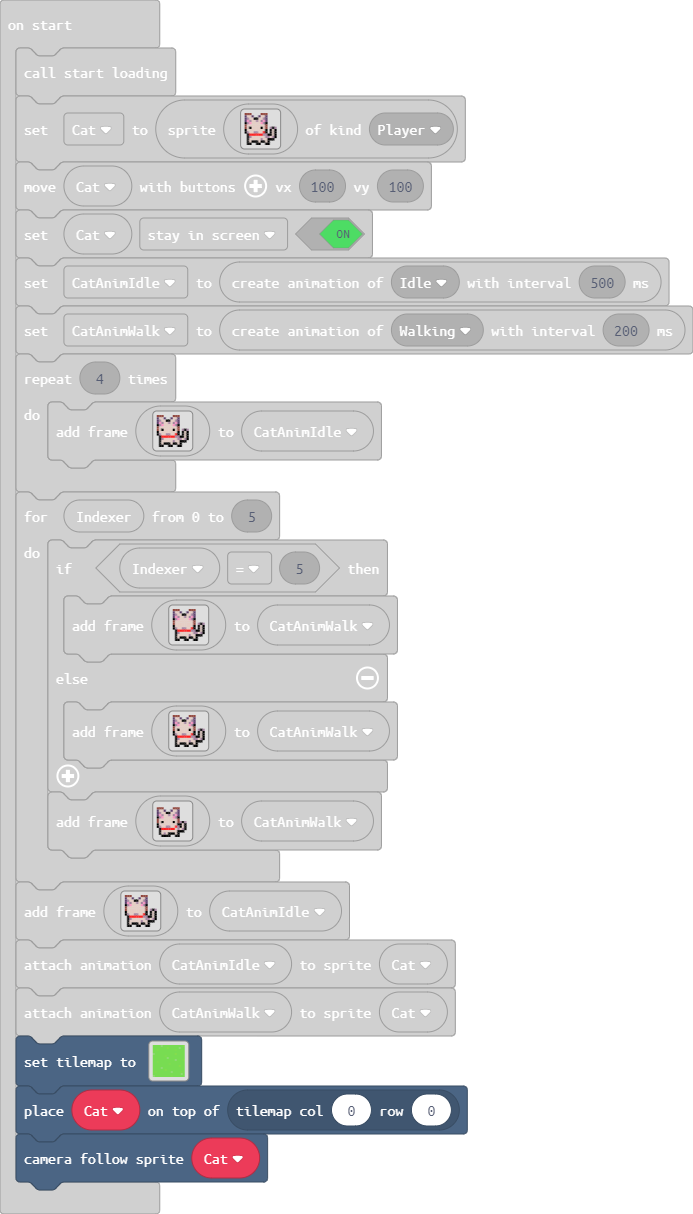 on start
call start loading
set Cat to sprite of kind Player
move Cat with buttons vx 100 vy 100
set Cat stay in screen ON
set CatAnimIdle to create animation of Idle with interval 500 ms
set CatAnimWalk to create animation of Walking with interval 200 ms
repeat 4 times
do
add frame to CatAnimIdle
for Indexer from 0 to 5
do
if Indexer = 5 then
add frame to CatAnimWalk
else
add frame to CatAnimWalk
add frame to CatAnimWalk
add frame to CatAnimIdle
attach animation CatAnimIdle to sprite Cat
attach animation CatAnimWalk to sprite Cat
set tilemap to
place Cat on top of tilemap col 0 row 0
camera follow sprite Cat